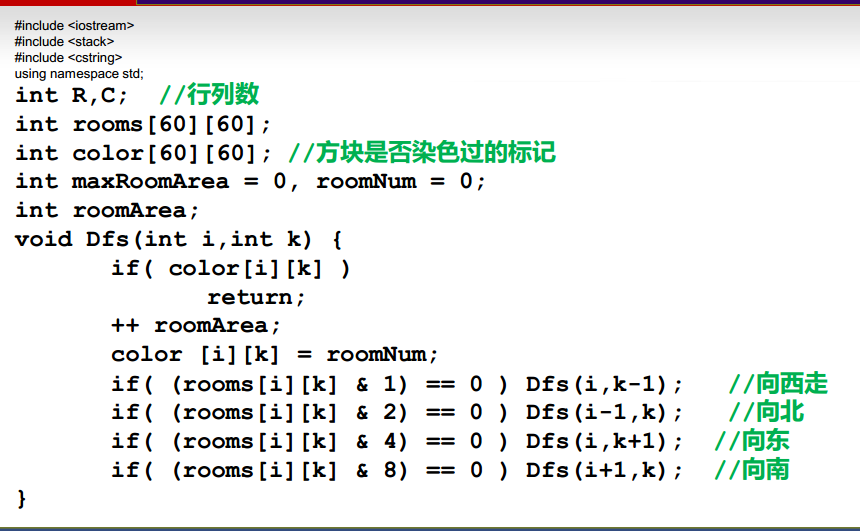 #include <iostream>
#include <stack>
#include <cstring>
using namespace std;
int R,C;  //行列数
int rooms[60][60];
int color[60][60]; //方块是否染色过的标记
int maxRoomArea = 0, roomNum = 0;
int roomArea;
void Dfs(int i,int k) {
if( color[i][k] )
return;
++ roomArea;
color [i][k] = roomNum;
if( (rooms[i][k] & 1) == 0 ) Dfs(i,k-1);   //向西走
if( (rooms[i][k] & 2) == 0 ) Dfs(i-1,k);   //向北
if( (rooms[i][k] & 4) == 0 ) Dfs(i,k+1);  //向东
if( (rooms[i][k] & 8) == 0 ) Dfs(i+1,k);  //向南
}